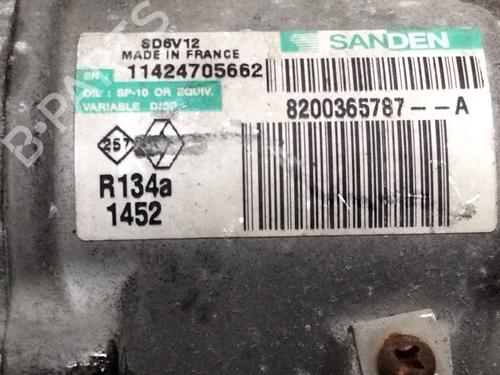 SD6V12
MADE IN FRANCE
SANDEN
SN: 11424705662
OIL: SP-10 OR EQUIV.
VARIABLE DISP
8200365787--A
257
R134a
1452
B-PARTS